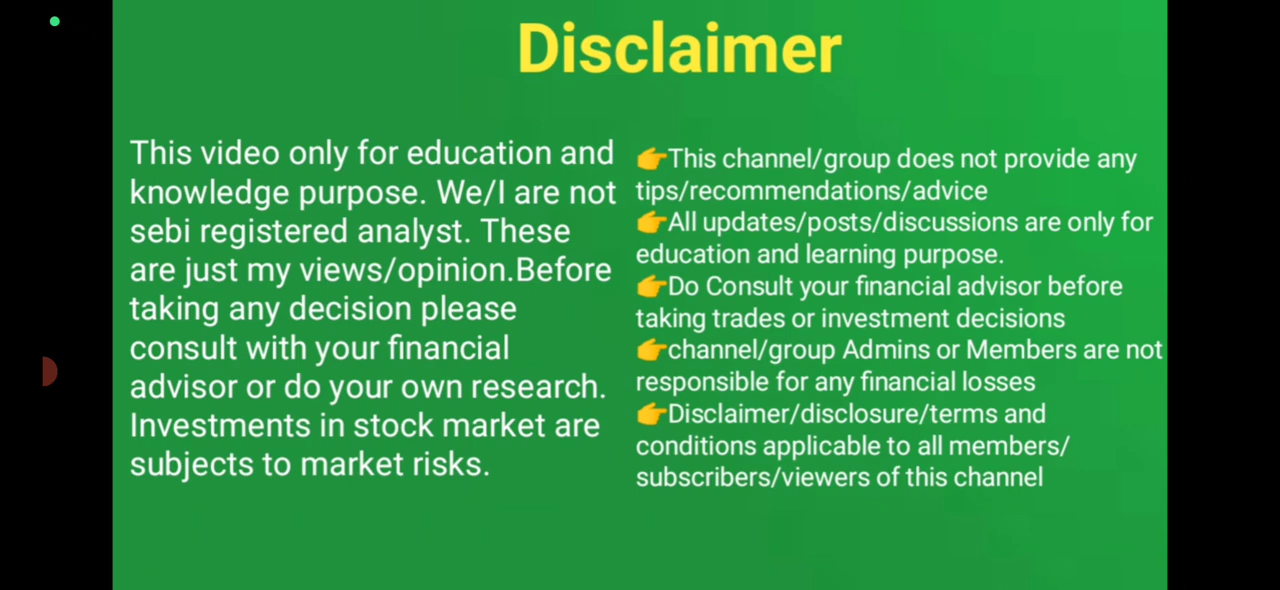 Disclaimer
This video only for education and
knowledge purpose. We/I are not
sebi registered analyst. These
are just my views/opinion.Before
taking any decision please
consult with your financial
advisor or do your own research.
Investments in stock market are
subjects to market risks.
👉This channel/group does not provide any
tips/recommendations/advice
👉All updates/posts/discussions are only for
education and learning purpose.
👉Do Consult your financial advisor before
taking trades or investment decisions
👉channel/group Admins or Members are not
responsible for any financial losses
👉Disclaimer/disclosure/terms and
conditions applicable to all members/
subscribers/viewers of this channel